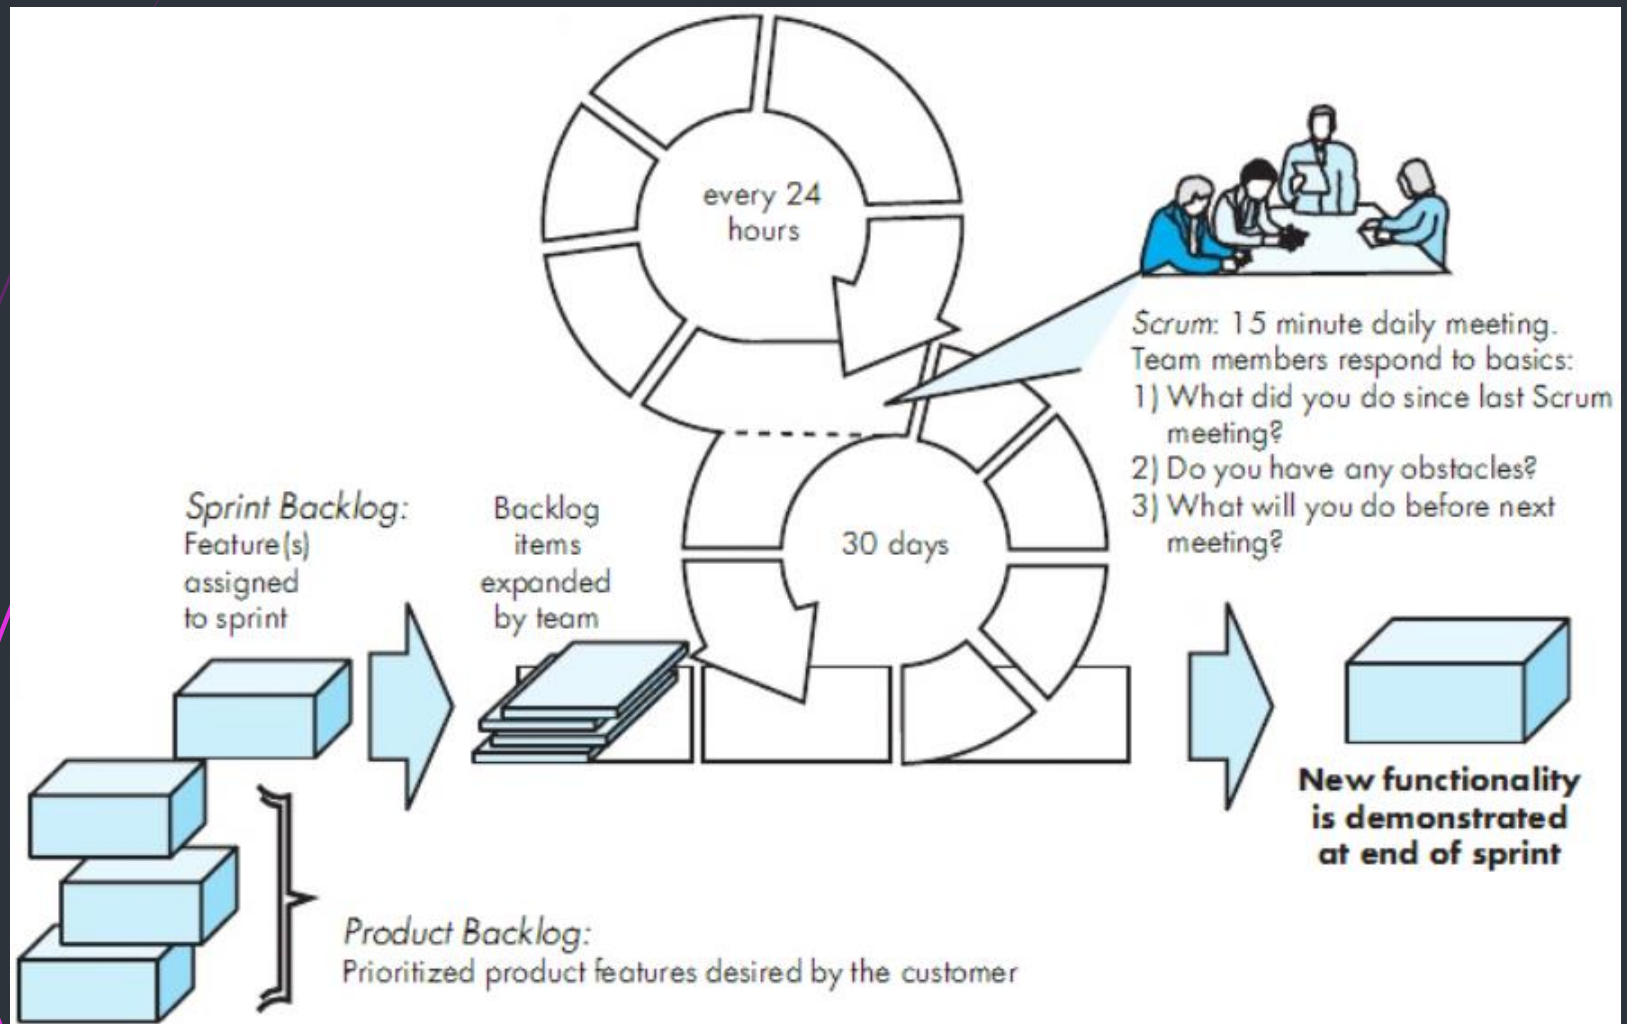 every 24
hours
Scrum: 15 minute daily meeting.
Team members respond to basics:
1) What did you do since last Scrum
meeting?
2) Do you have any obstacles?
3) What will you do before next
meeting?
Sprint Backlog:
Feature(s)
assigned
to sprint
Backlog
items
expanded
by team
30 days
New functionality
is demonstrated
at end of sprint
Product Backlog:
Prioritized product features desired by the customer